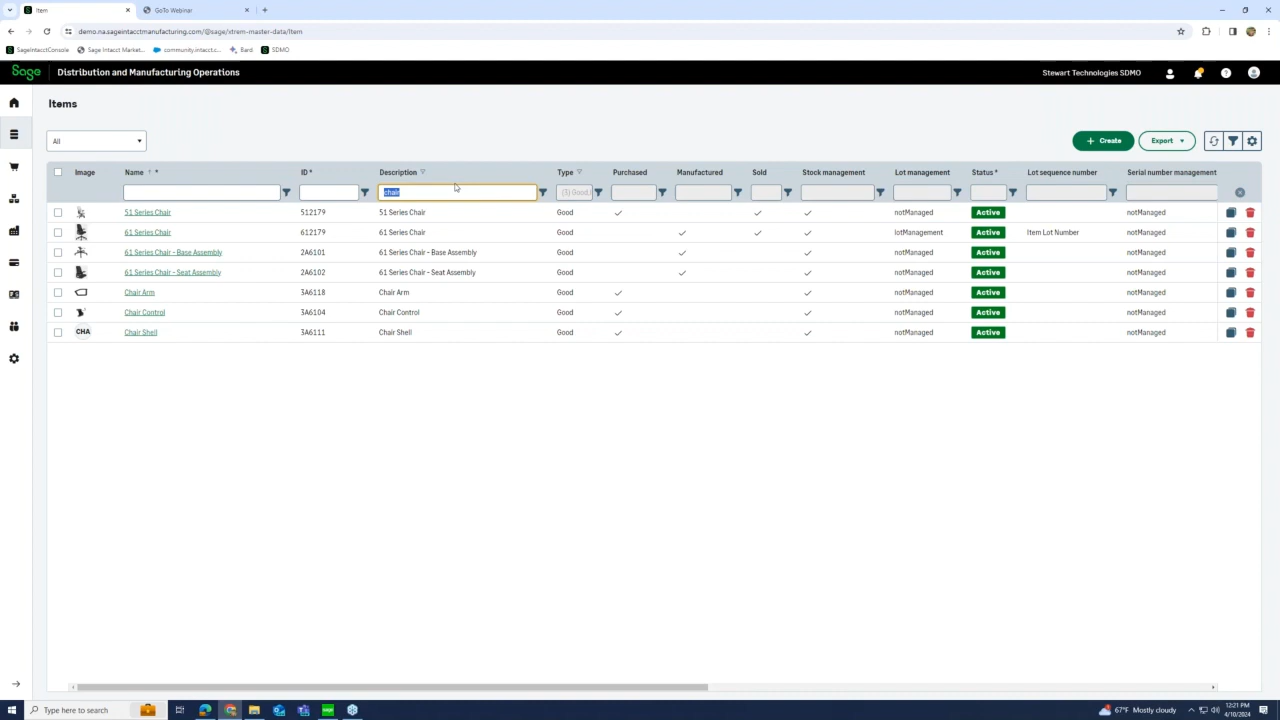 Item
GoTo Webinar
demo.na.sageintacctmanufacturing.com/@sage/xtrem-master-data/Item
SageIntacctConsole Sage Intacct Market... community.intacct.c... Bard SDMO
Sage Distribution and Manufacturing Operations Stewart Technologies SDMO
Items
All Create Export
Image Name * ID * Description Type Purchased Manufactured Sold Stock management Lot management Status * Lot sequence number Serial number management
chair (3) Good,
51 Series Chair 512179 51 Series Chair Good notManaged Active notManaged
61 Series Chair 612179 61 Series Chair Good lotManagement Active Item Lot Number notManaged
61 Series Chair - Base Assembly 2A6101 61 Series Chair - Base Assembly Good notManaged Active notManaged
61 Series Chair - Seat Assembly 2A6102 61 Series Chair - Seat Assembly Good notManaged Active notManaged
Chair Arm 3A6118 Chair Arm Good notManaged Active notManaged
Chair Control 3A6104 Chair Control Good notManaged Active notManaged
CHA Chair Shell 3A6111 Chair Shell Good notManaged Active notManaged
Type here to search 67°F Mostly cloudy 12:21 PM
4/10/2024